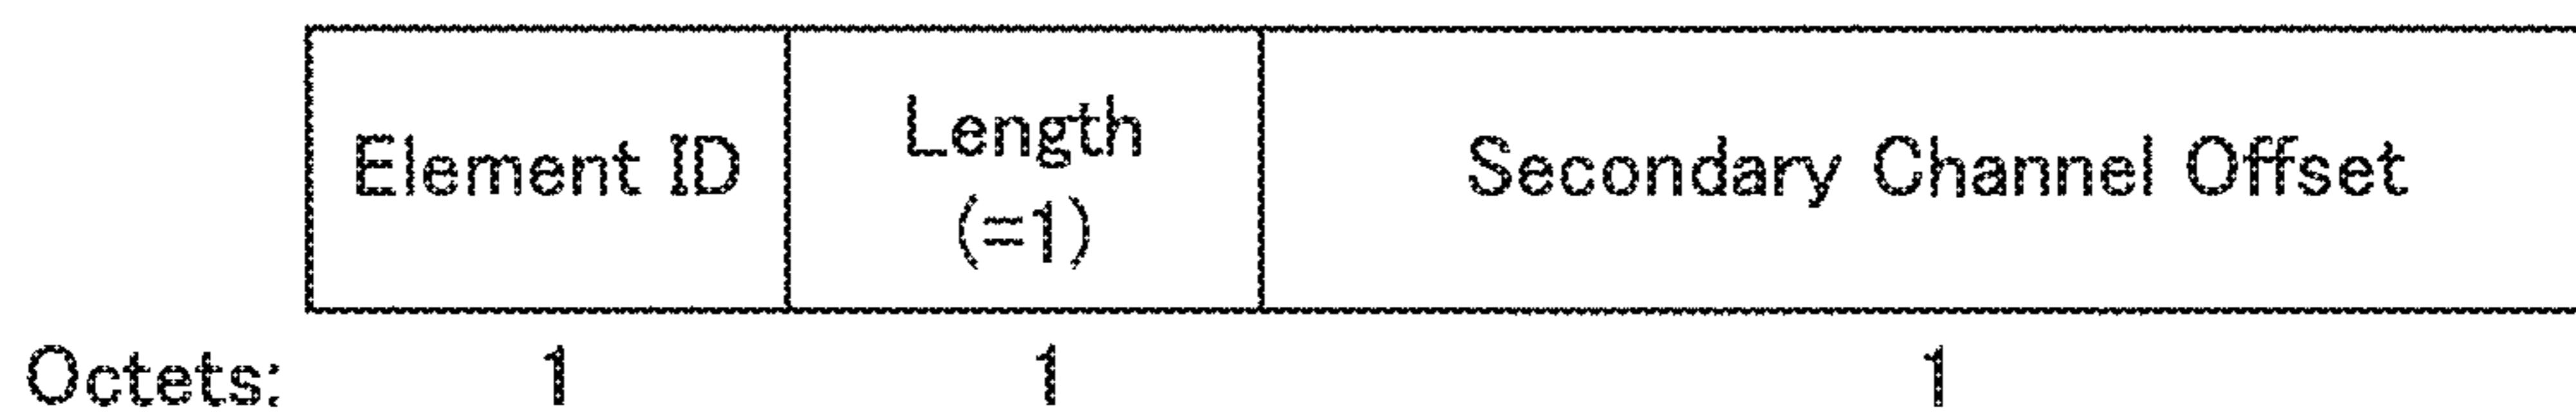 Element ID
Length
(=1)
Secondary Channel Offset
Octets: 1 1 1